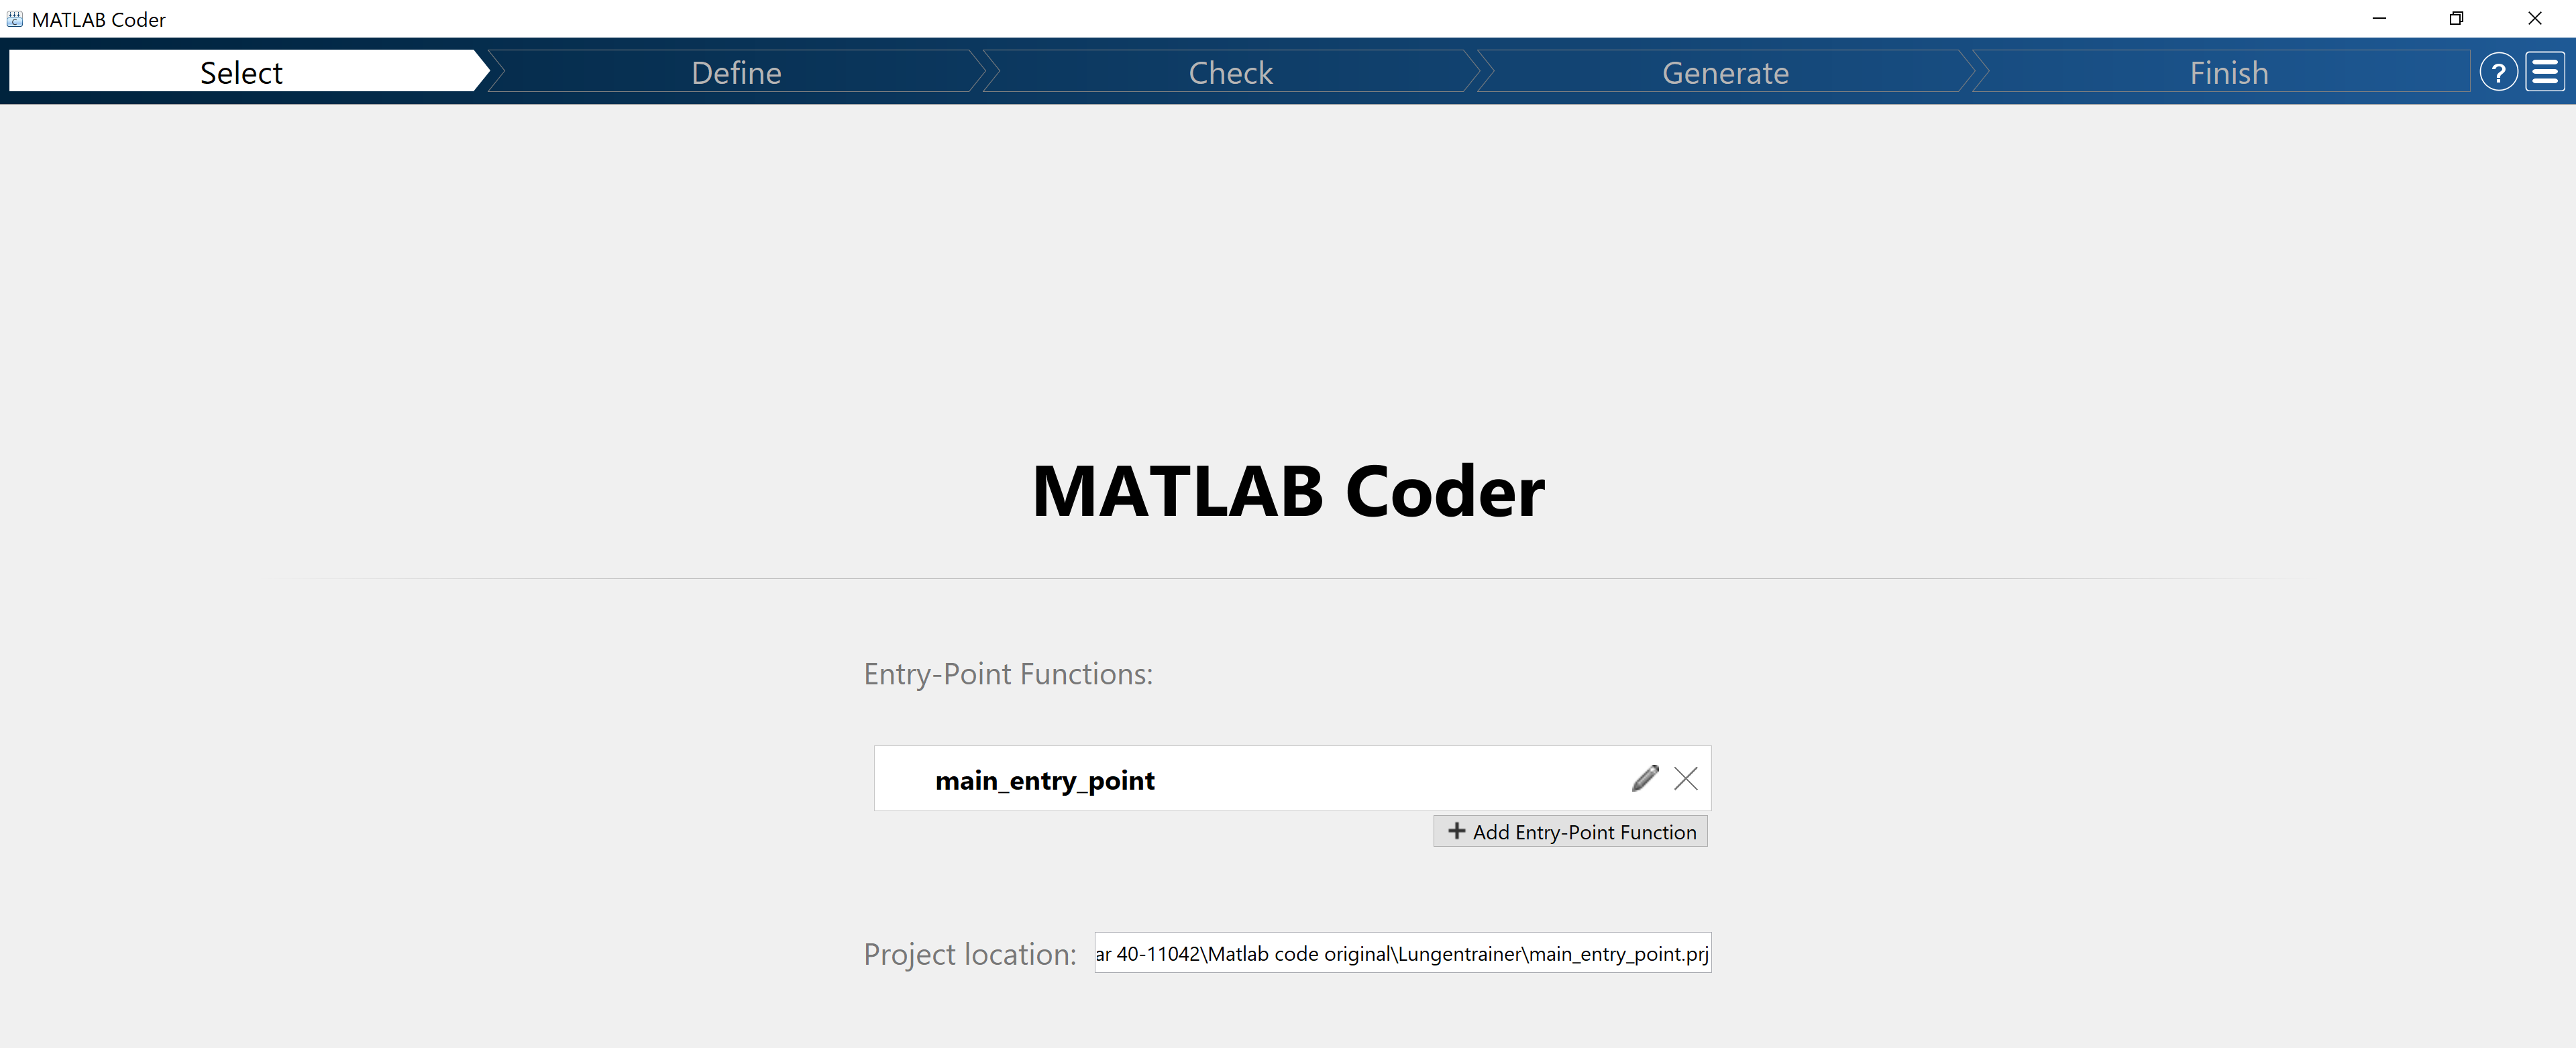 MATLAB Coder
Select
Define
Check
Generate
Finish
?
MATLAB Coder
Entry-Point Functions:
main_entry_point
Add Entry-Point Function
Project location: ar 40-11042\Matlab code original\Lungentrainer\main_entry_point.prj